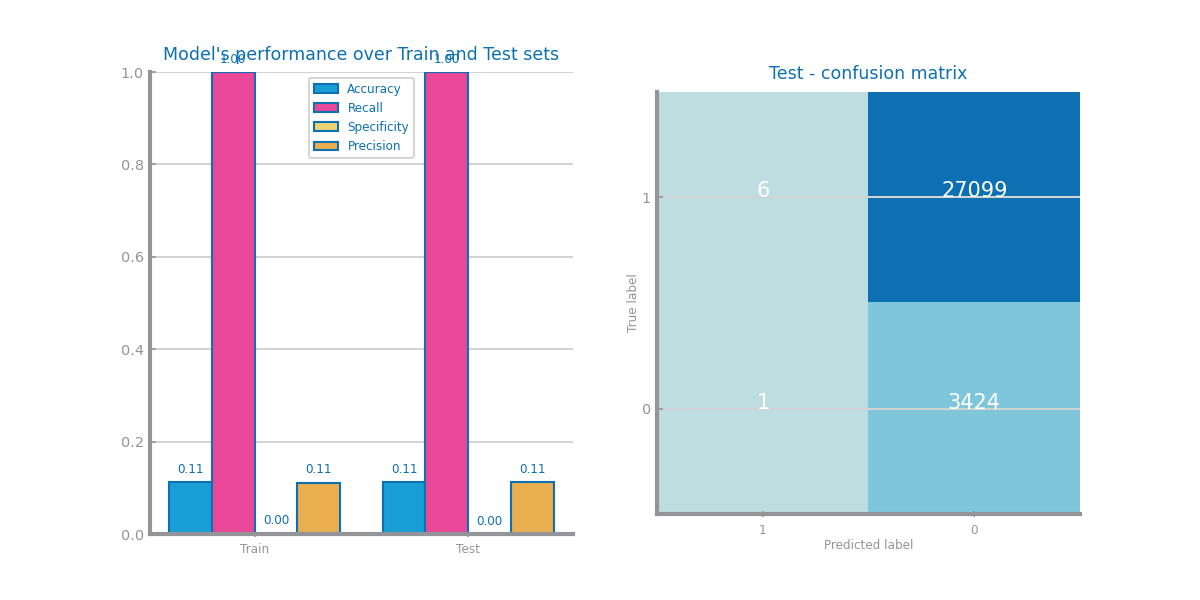 Model's performance over Train and Test sets
1.00
1.00
1.0
0.8
0.6
0.4
0.2
0.0
Accuracy
Recall
Specificity
Precision
0.11
0.00
0.11
0.11
0.00
0.11
Train
Test
Test - confusion matrix
True label
1
0
6
27099
1
3424
1
0
Predicted label